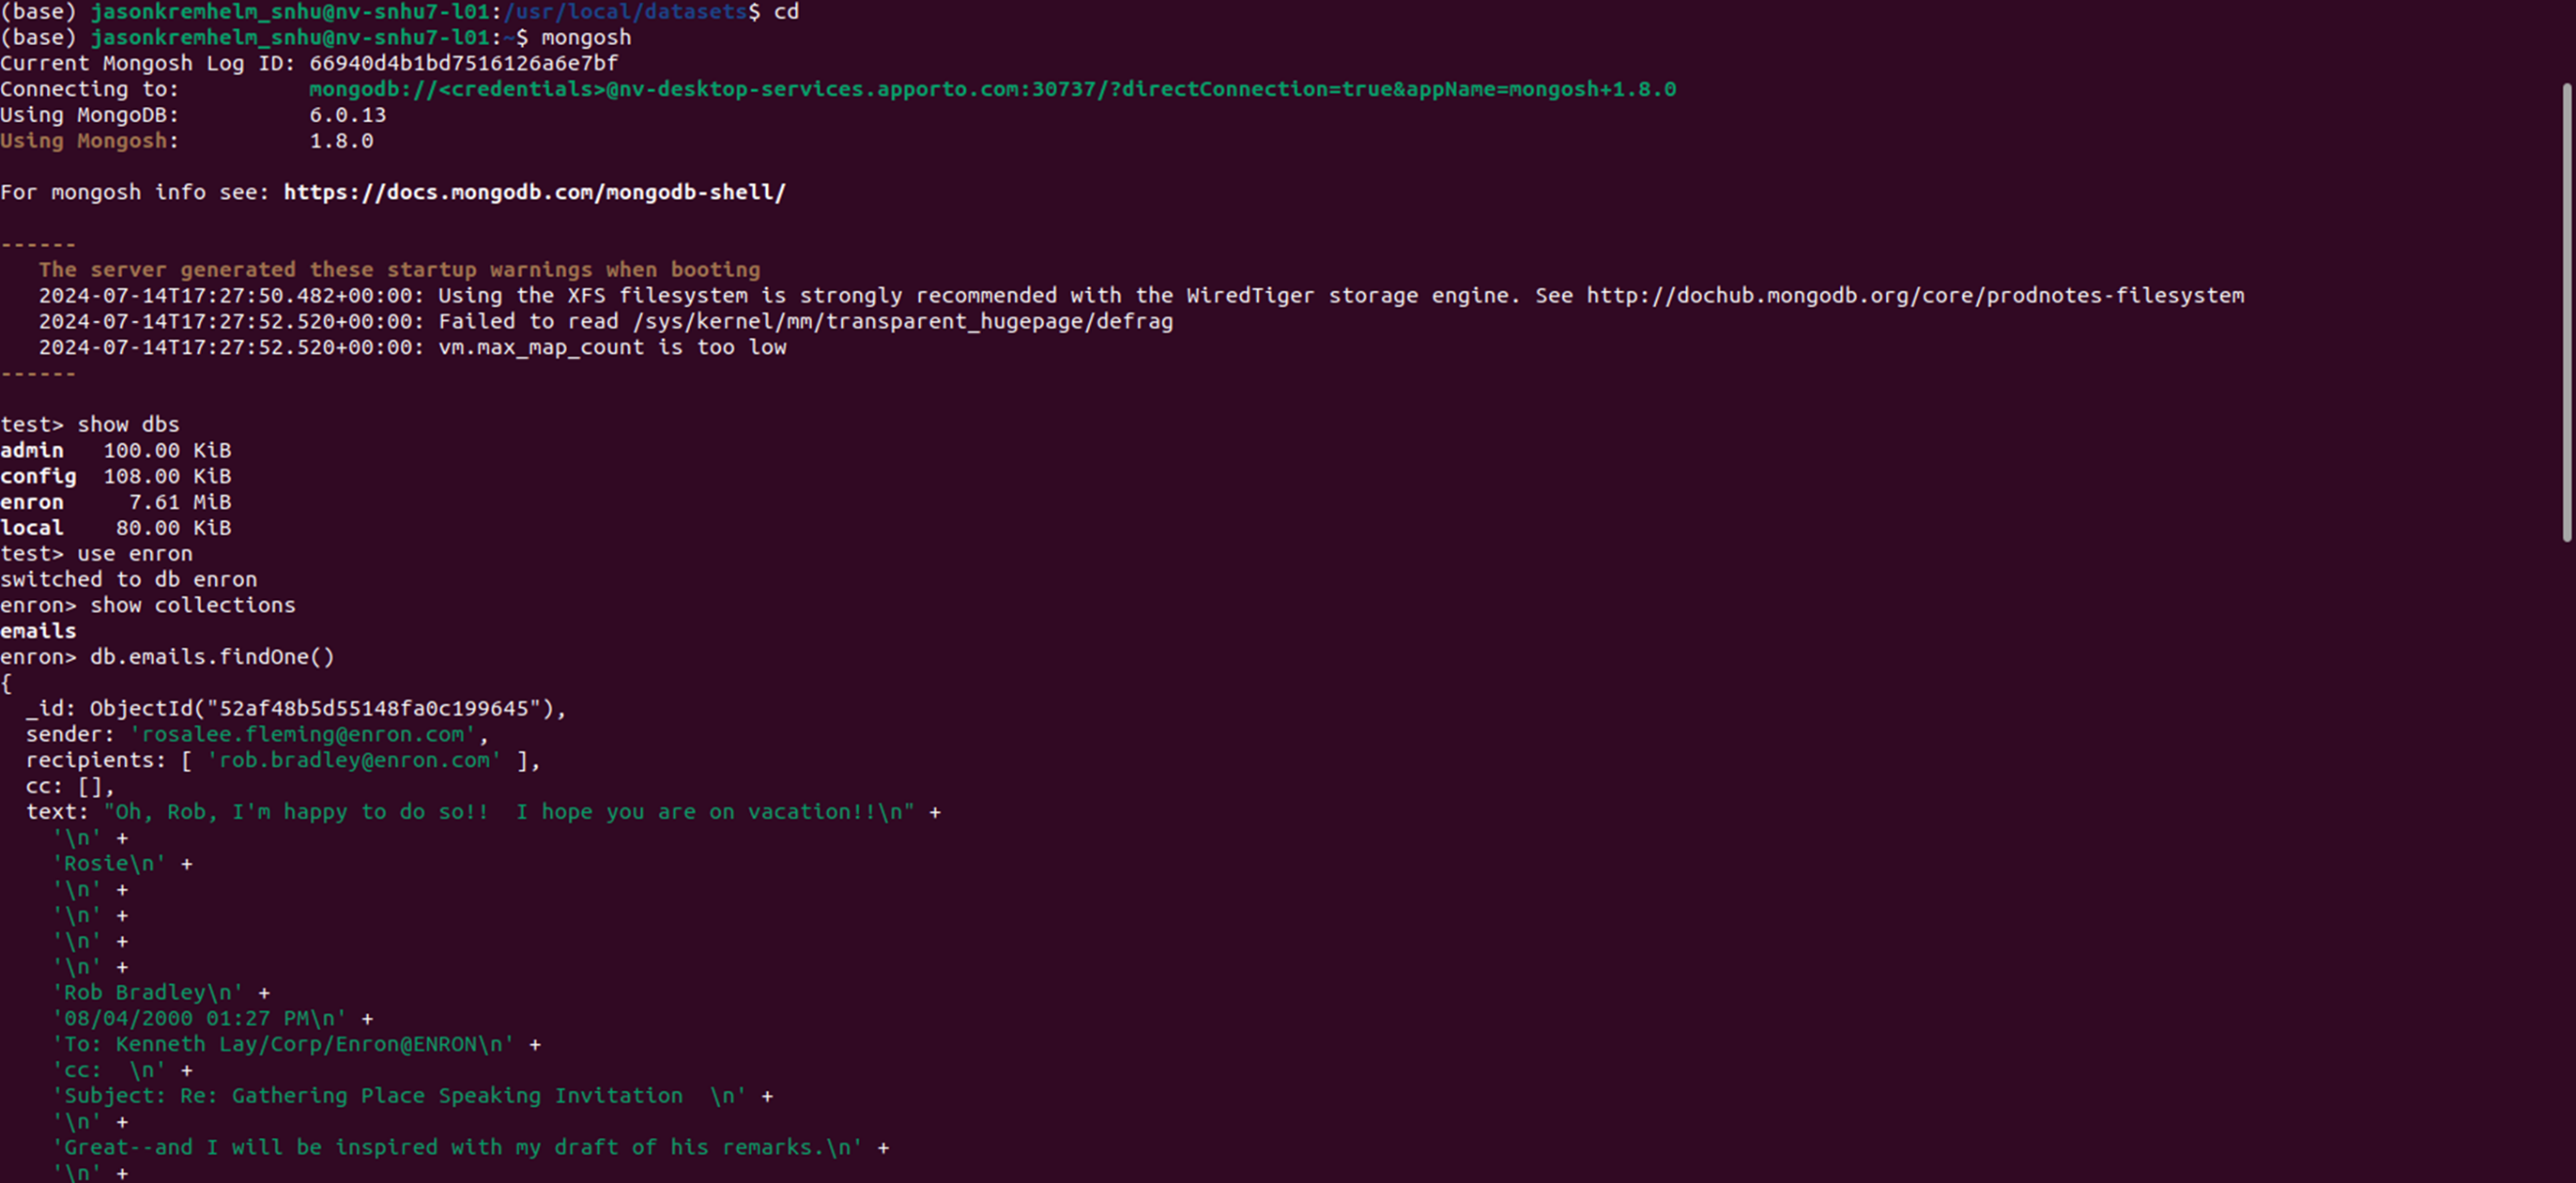 (base) jasonkremhelm_snhu@nv-snhu7-l01:/usr/local/datasets$ cd
(base) jasonkremhelm_snhu@nv-snhu7-l01:~$ mongosh
Current Mongosh Log ID: 66940d4b1bd7516126a6e7bf
Connecting to:          mongodb://<credentials>@nv-desktop-services.apporto.com:30737/?directConnection=true&appName=mongosh+1.8.0
Using MongoDB:          6.0.13
Using Mongosh:          1.8.0
For mongosh info see: https://docs.mongodb.com/mongodb-shell/
------
   The server generated these startup warnings when booting
   2024-07-14T17:27:50.482+00:00: Using the XFS filesystem is strongly recommended with the WiredTiger storage engine. See http://dochub.mongodb.org/core/prodnotes-filesystem
   2024-07-14T17:27:52.520+00:00: Failed to read /sys/kernel/mm/transparent_hugepage/defrag
   2024-07-14T17:27:52.520+00:00: vm.max_map_count is too low
------
test> show dbs
admin   100.00 KiB
config  108.00 KiB
enron     7.61 MiB
local    80.00 KiB
test> use enron
switched to db enron
enron> show collections
emails
enron> db.emails.findOne()
{
  _id: ObjectId("52af48b5d55148fa0c199645"),
  sender: 'rosalee.fleming@enron.com',
  recipients: [ 'rob.bradley@enron.com' ],
  cc: [],
  text: "Oh, Rob, I'm happy to do so!!  I hope you are on vacation!!\n" +
    '\n' +
    'Rosie\n' +
    '\n' +
    '\n' +
    '\n' +
    '\n' +
    'Rob Bradley\n' +
    '08/04/2000 01:27 PM\n' +
    'To: Kenneth Lay/Corp/Enron@ENRON\n' +
    'cc:  \n' +
    'Subject: Re: Gathering Place Speaking Invitation  \n' +
    '\n' +
    'Great--and I will be inspired with my draft of his remarks.\n' +
    '\n' +